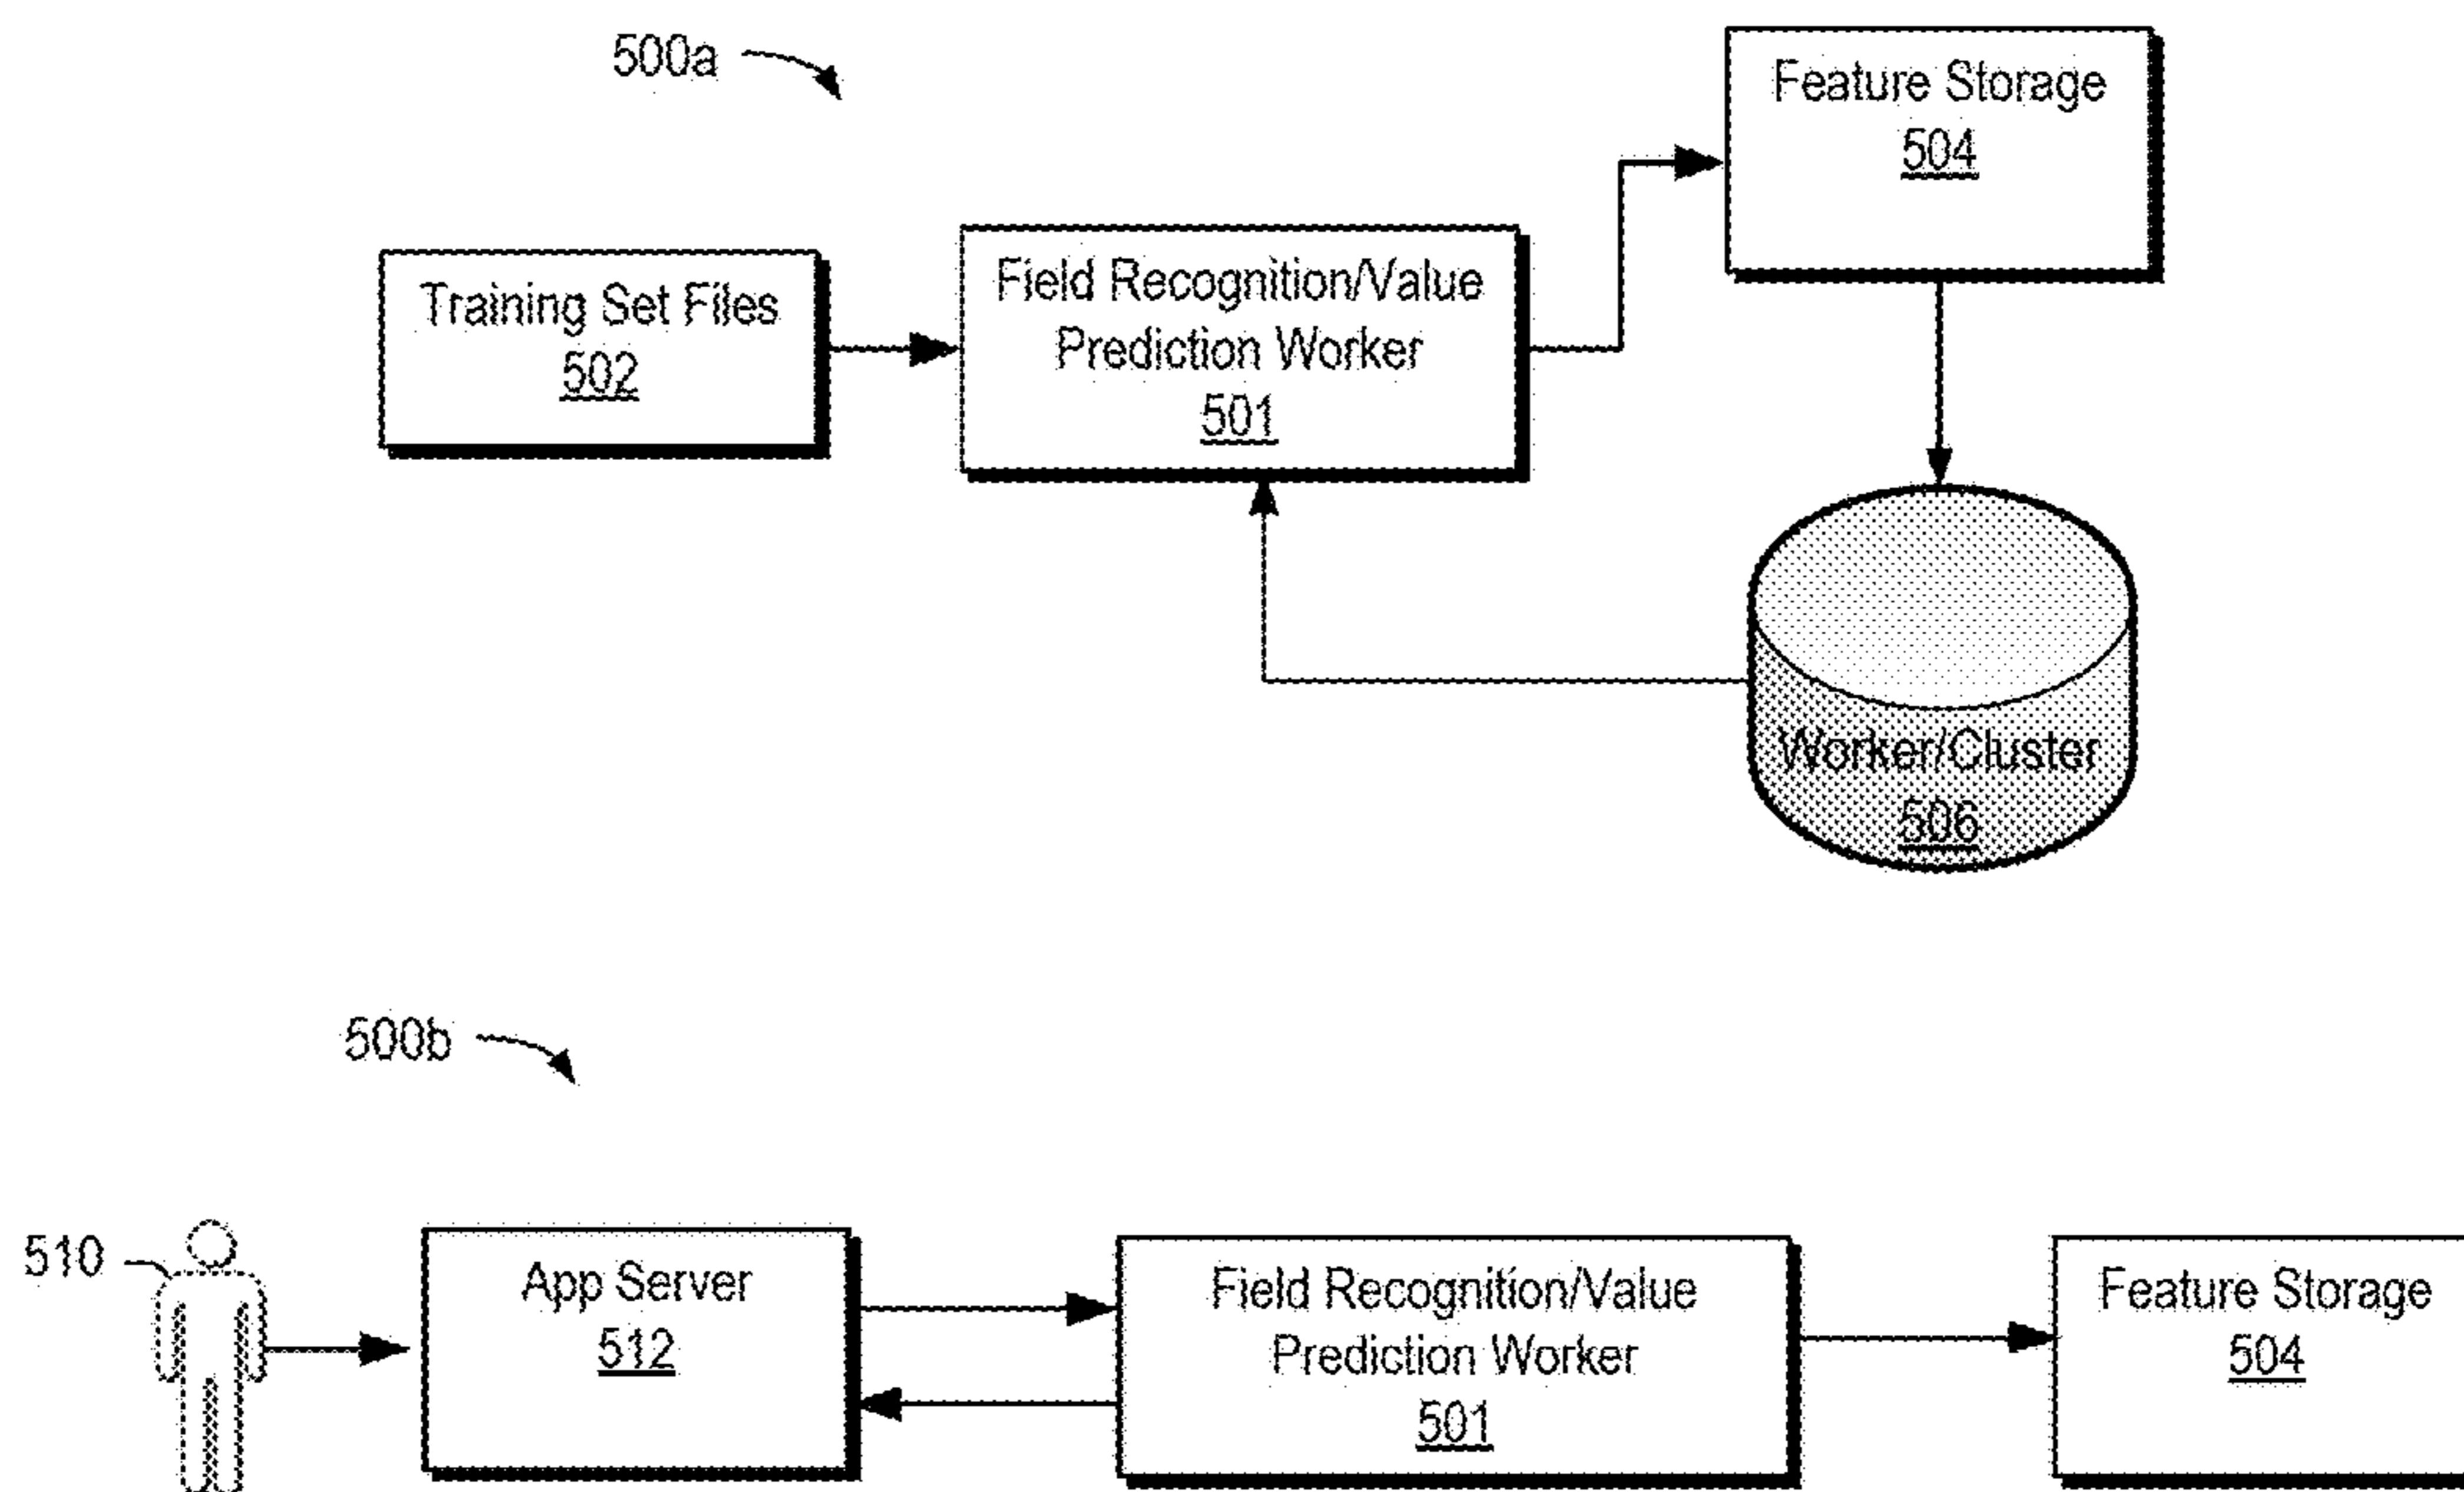 500a
Feature Storage
504
Training Set Files
502
Field Recognition/Value
Prediction Worker
501
Worker/Cluster
506
500b
510
App Server
512
Field Recognition/Value
Prediction Worker
501
Feature Storage
504